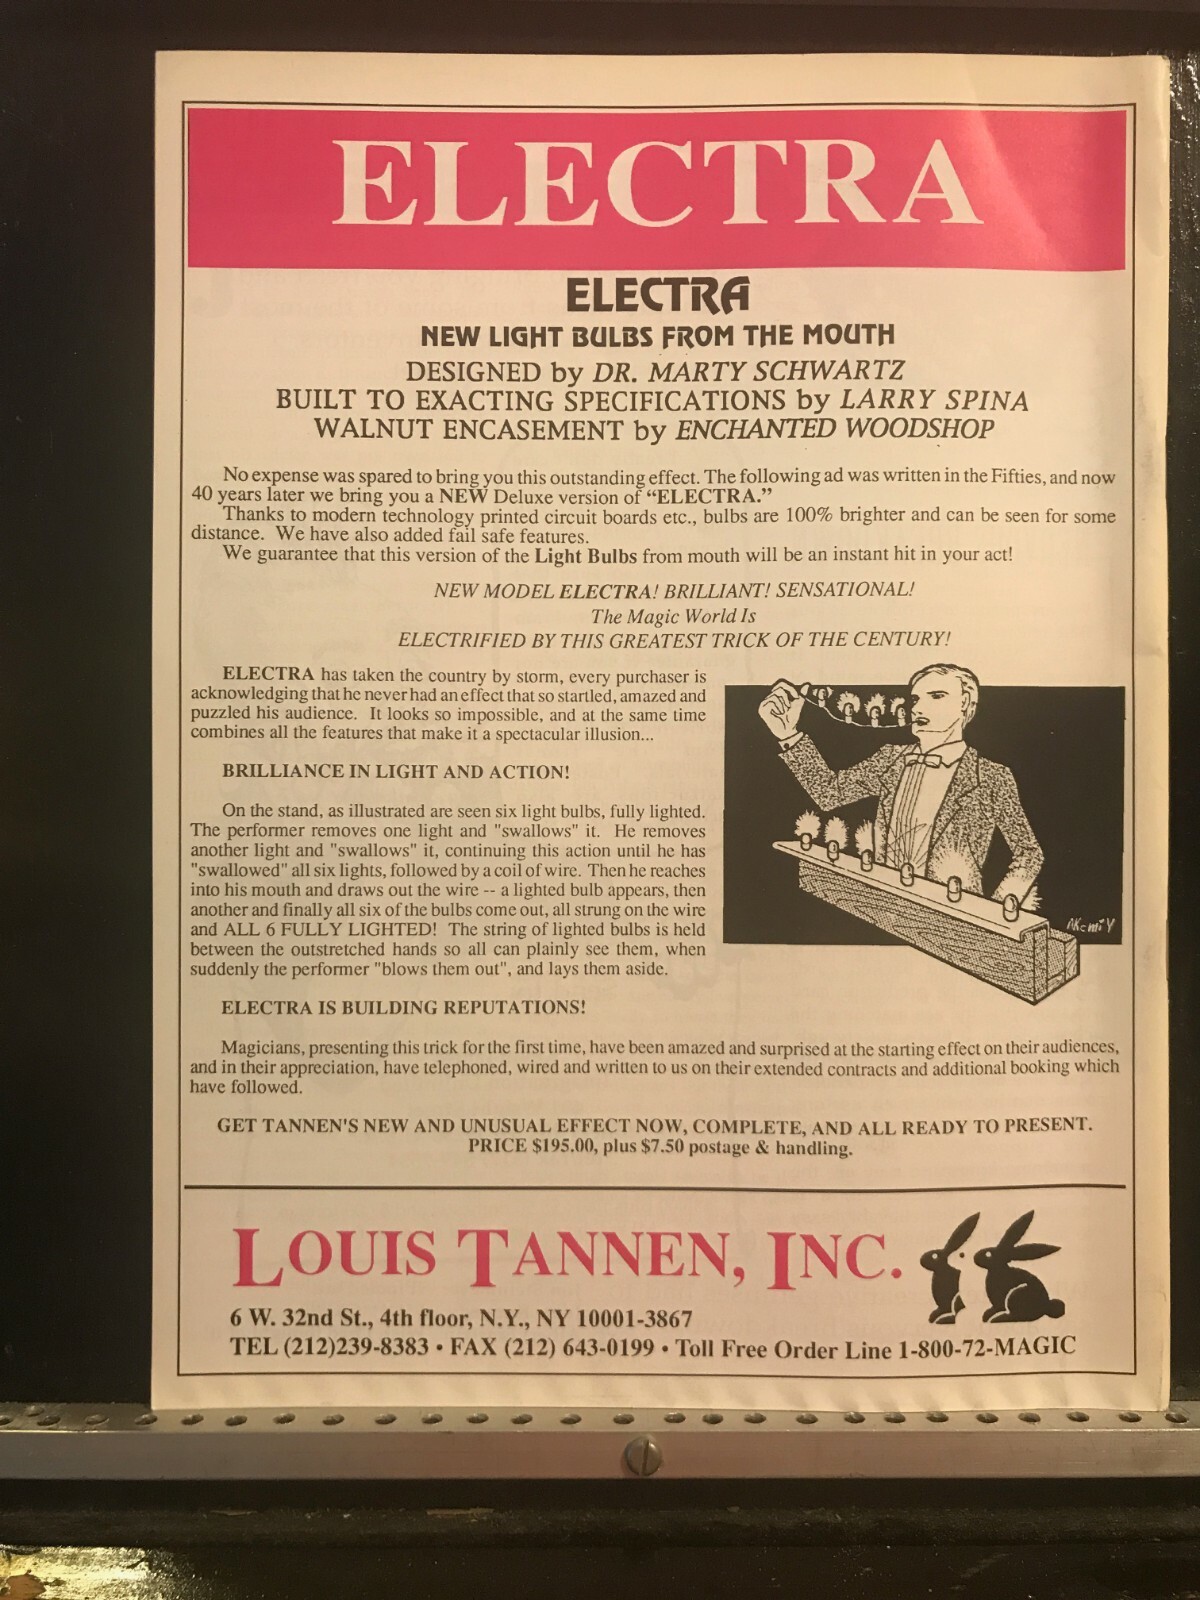 ELECTRA
ELECTRA
NEW LIGHT BULBS FROM THE MOUTH
DESIGNED by DR. MARTY SCHWARTZ
BUILT TO EXACTING SPECIFICATIONS by LARRY SPINA
WALNUT ENCASEMENT by ENCHANTED WOODSHOP
No expense was spared to bring you this outstanding effect. The following ad was written in the Fifties, and now
40 years later we bring you a NEW Deluxe version of “ELECTRA.”
Thanks to modern technology printed circuit boards etc., bulbs are 100% brighter and can be seen for some
distance. We have also added fail safe features.
We guarantee that this version of the Light Bulbs from mouth will be an instant hit in your act!
NEW MODEL ELECTRA! BRILLIANT! SENSATIONAL!
The Magic World Is
ELECTRIFIED BY THIS GREATEST TRICK OF THE CENTURY!
ELECTRA has taken the country by storm, every purchaser is
acknowledging that he never had an effect that so startled, amazed and
puzzled his audience. It looks so impossible, and at the same time
combines all the features that make it a spectacular illusion...
BRILLIANCE IN LIGHT AND ACTION!
On the stand, as illustrated are seen six light bulbs, fully lighted.
The performer removes one light and "swallows" it. He removes
another light and "swallows" it, continuing this action until he has
"swallowed" all six lights, followed by a coil of wire. Then he reaches
into his mouth and draws out the wire -- a lighted bulb appears, then
another and finally all six of the bulbs come out, all strung on the wire
and ALL 6 FULLY LIGHTED! The string of lighted bulbs is held
between the outstretched hands so all can plainly see them, when
suddenly the performer "blows them out", and lays them aside.
ELECTRA IS BUILDING REPUTATIONS!
Magicians, presenting this trick for the first time, have been amazed and surprised at the starting effect on their audiences,
and in their appreciation, have telephoned, wired and written to us on their extended contracts and additional booking which
have followed.
GET TANNEN'S NEW AND UNUSUAL EFFECT NOW, COMPLETE, AND ALL READY TO PRESENT.
PRICE $195.00, plus $7.50 postage & handling.
LOUIS TANNEN, INC.
6 W. 32nd St., 4th floor, N.Y., NY 10001-3867
TEL (212)239-8383 • FAX (212) 643-0199 • Toll Free Order Line 1-800-72-MAGIC